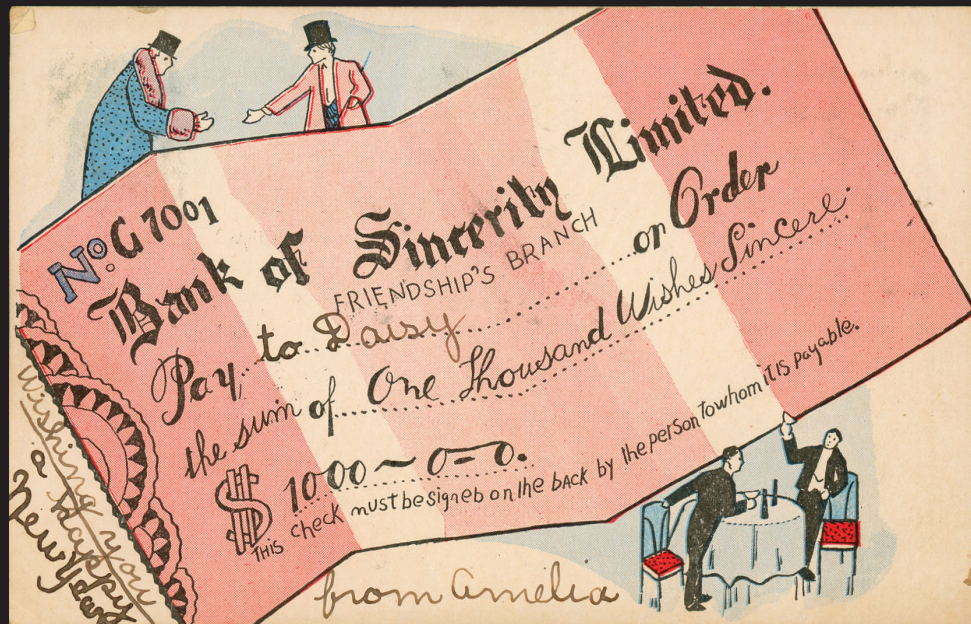 No. G 7001
Bank of Sincerity Limited.
FRIENDSHIP'S BRANCH
Pay to Daisy or Order
the sum of One Thousand Wishes Sincere
$ 1000 ~ 0 = 0.
THIS check must be signeb on the back by the person To whom iT IS payable.
Wishing you
a Happy
New Year
from Amelia